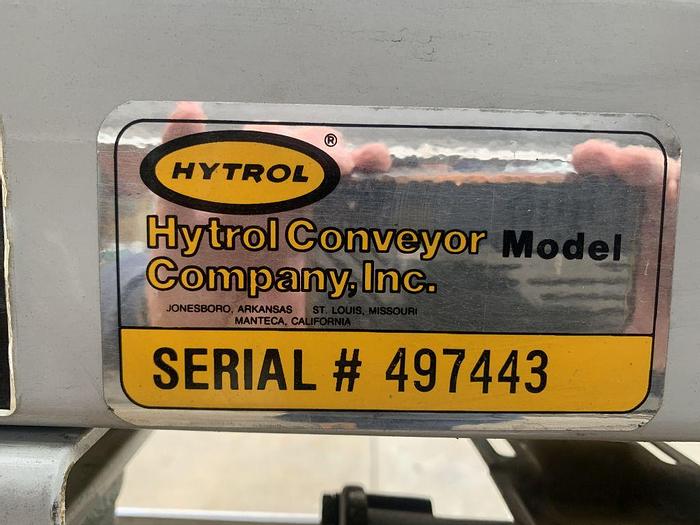 HYTROL ®
Hytrol Conveyor Model
Company, Inc.
JONESBORO, ARKANSAS ST. LOUIS, MISSOURI
MANTECA, CALIFORNIA
SERIAL # 497443